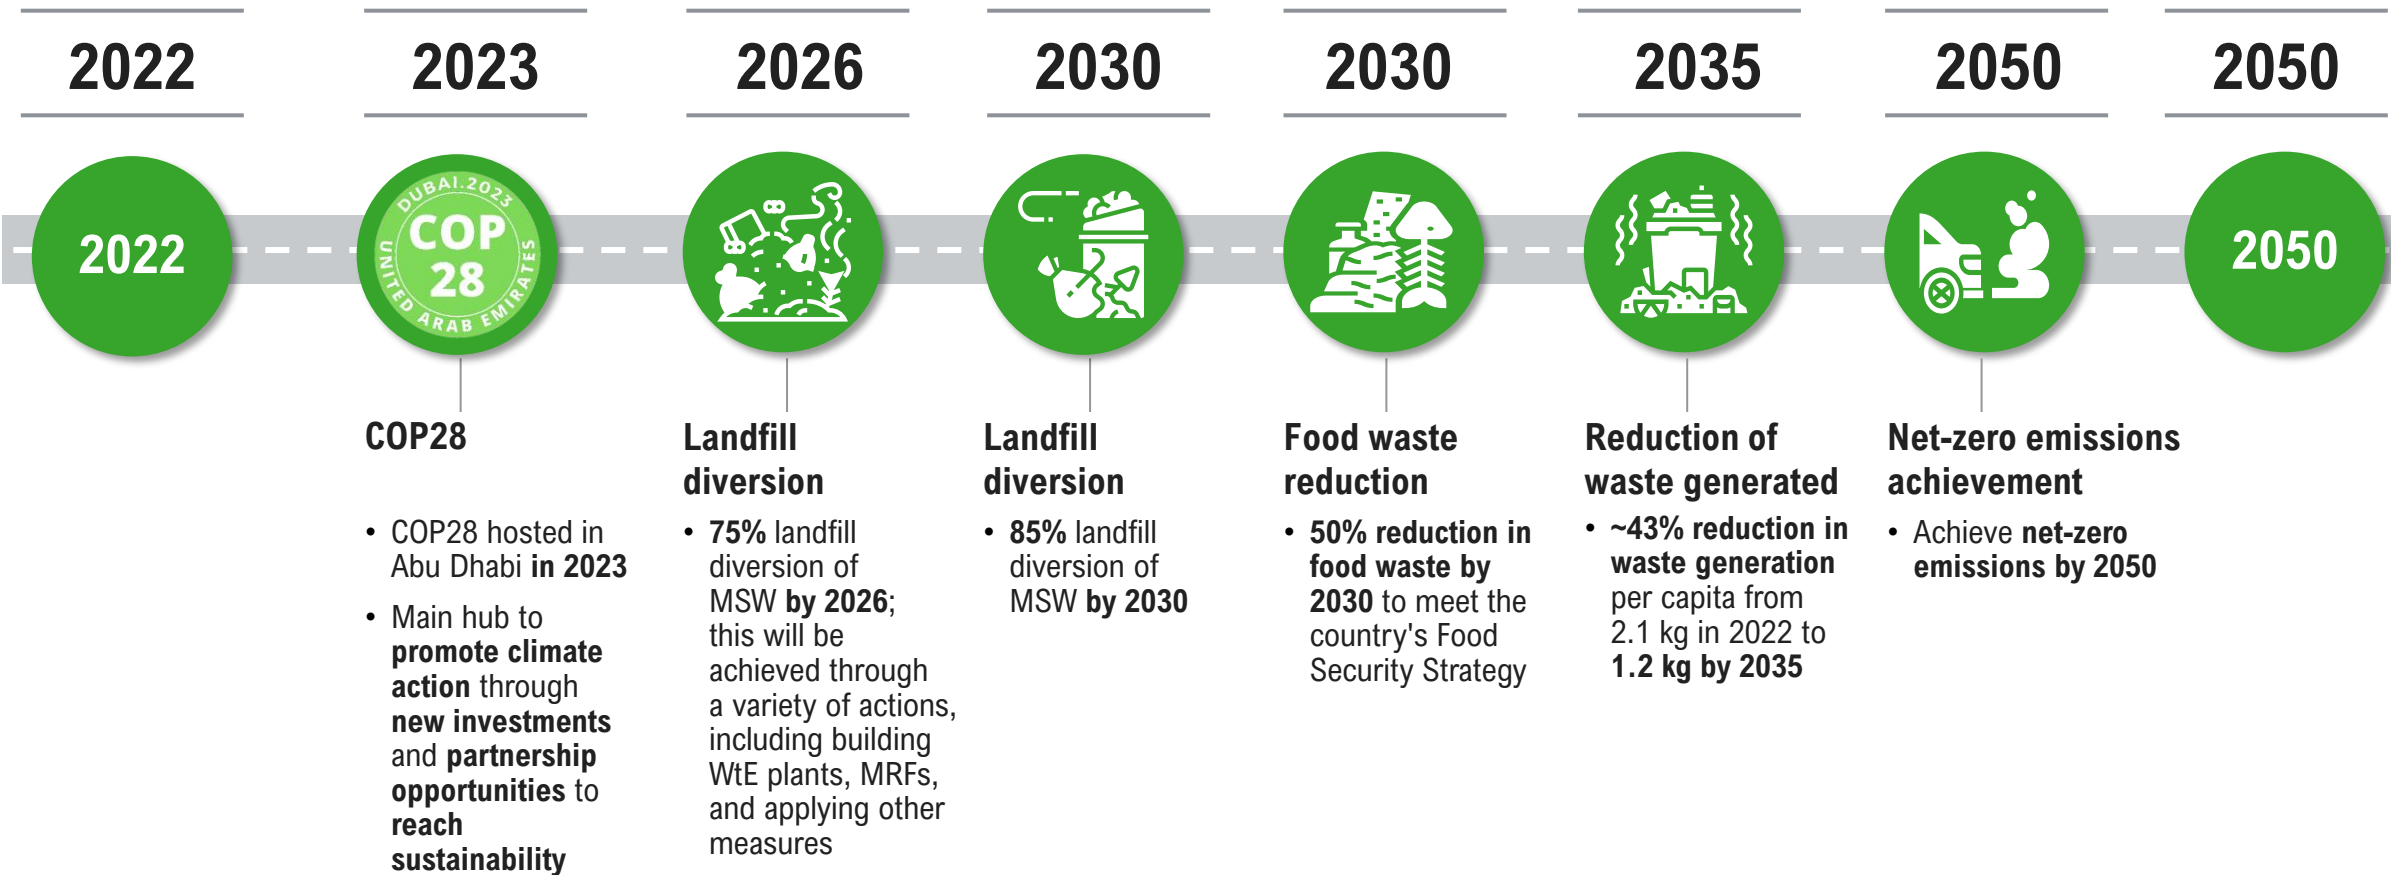 2022
2023
2026
2030
2030
2035
2050
2050
2022
DUBAI.2023
COP
28
UNITED ARAB EMIRATES
2050
COP28
• COP28 hosted in
Abu Dhabi in 2023
• Main hub to
promote climate
action through
new investments
and partnership
opportunities to
reach
sustainability
Landfill
diversion
• 75% landfill
diversion of
MSW by 2026;
this will be
achieved through
a variety of actions,
including building
WtE plants, MRFs,
and applying other
measures
Landfill
diversion
• 85% landfill
diversion of
MSW by 2030
Food waste
reduction
• 50% reduction in
food waste by
2030 to meet the
country's Food
Security Strategy
Reduction of
waste generated
• ~43% reduction in
waste generation
per capita from
2.1 kg in 2022 to
1.2 kg by 2035
Net-zero emissions
achievement
• Achieve net-zero
emissions by 2050